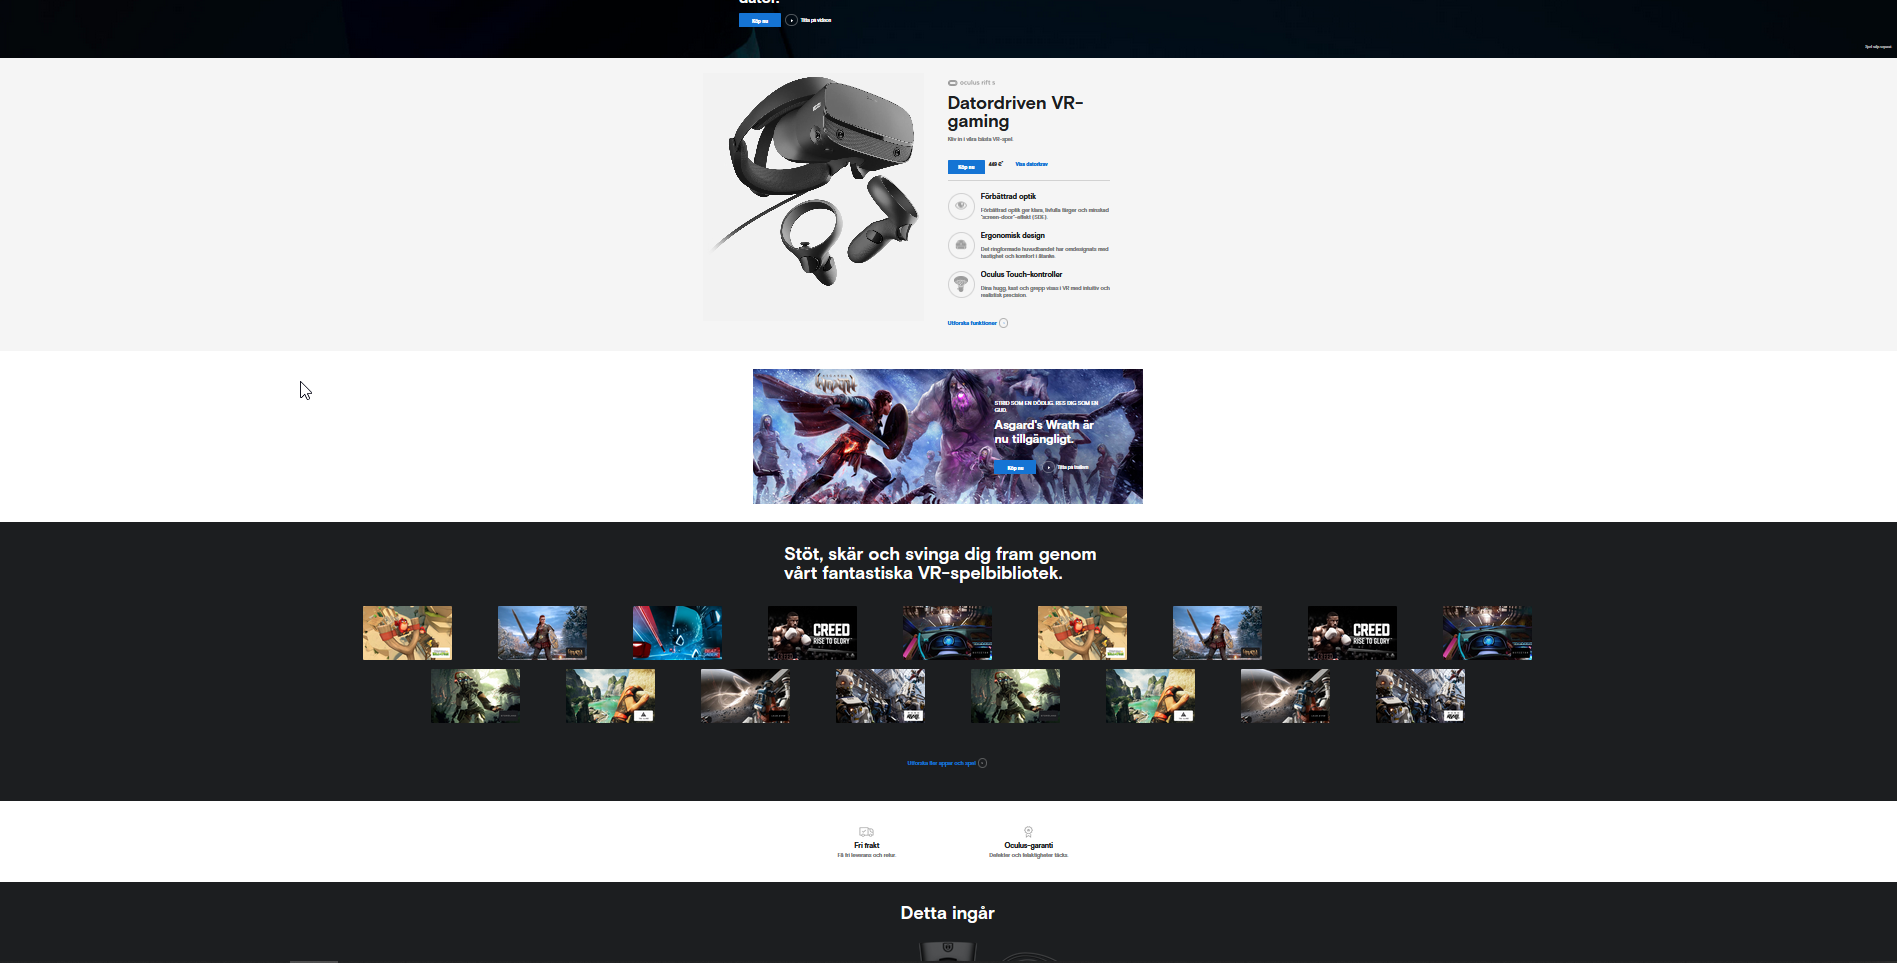 dator.
Köp nu
Titta på videon
oculus rift s
Datordriven VR-
gaming
Kliv in i våra bästa VR-spel
Köp nu
449 €*
Visa datorkrav
Förbättrad optik
Förbättrad optik ger klara, livfulla färger och minskad
"screen-door"-effekt (SDE).
Ergonomisk design
Det ringformade huvudbandet har omdesignats med
hastighet och komfort i åtanke.
Oculus Touch-kontroller
Dina hugg, kast och grepp visas i VR med intuitiv och
realistisk precision.
Utforska funktioner
WRATH
STRID SOM EN DÖDLIG. RES DIG SOM EN
GUD.
Asgard's Wrath är
nu tillgängligt.
Köp nu
Titta på trailern
Stöt, skär och svinga dig fram genom
vårt fantastiska VR-spelbibliotek.
CREED
RISE TO GLORY
CREED
RISE TO GLORY
Utforska fler appar och spel
Fri frakt
Få fri leverans och retur.
Oculus-garanti
Defekter och felaktigheter täcks.
Detta ingår